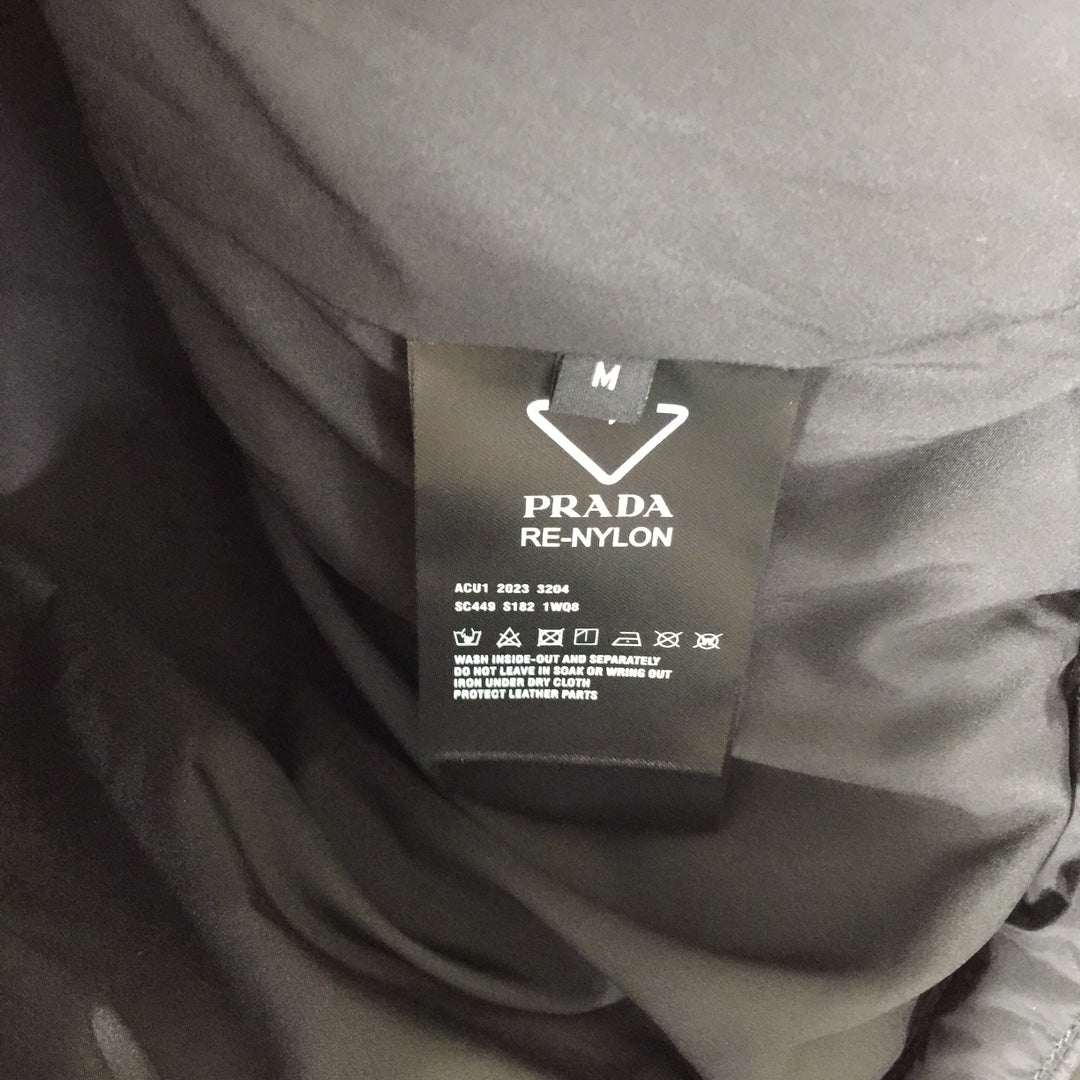 M
PRADA
RE-NYLON
ACU1 2023 3204
SC449 S182 1WQ8
WASH INSIDE-OUT AND SEPARATELY
DO NOT LEAVE IN SOAK OR WRING OUT
IRON UNDER DRY CLOTH
PROTECT LEATHER PARTS